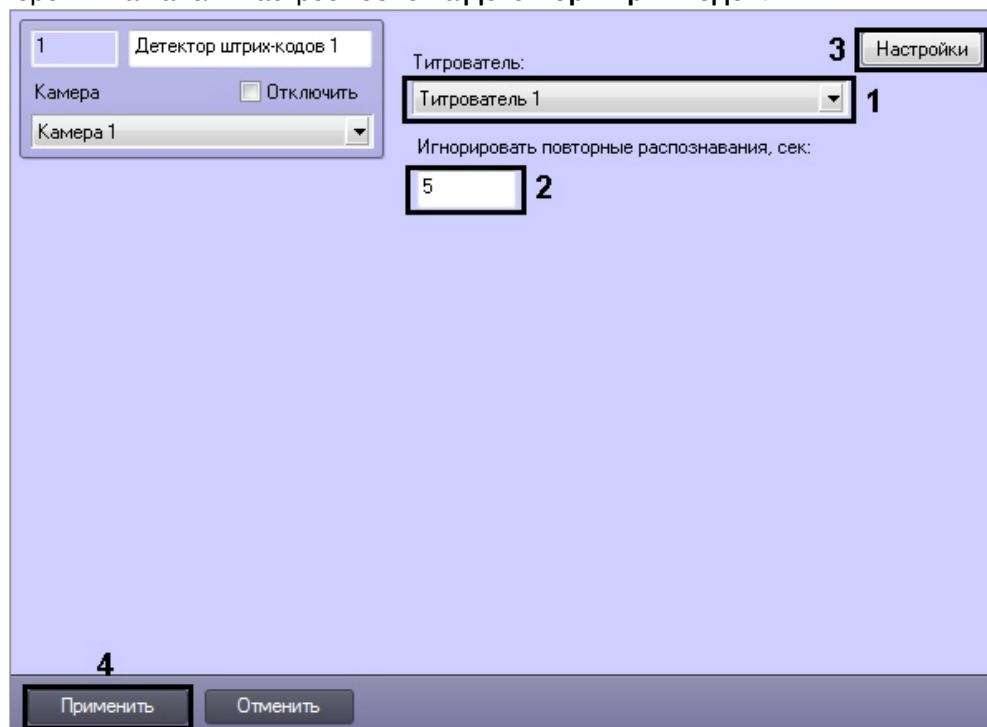 1 Детектор штрих-кодов 1
Титрователь:
3 Настройки
Камера Отключить
Титрователь 1 1
Камера 1
Игнорировать повторные распознавания, сек:
5 2
4
Применить Отменить